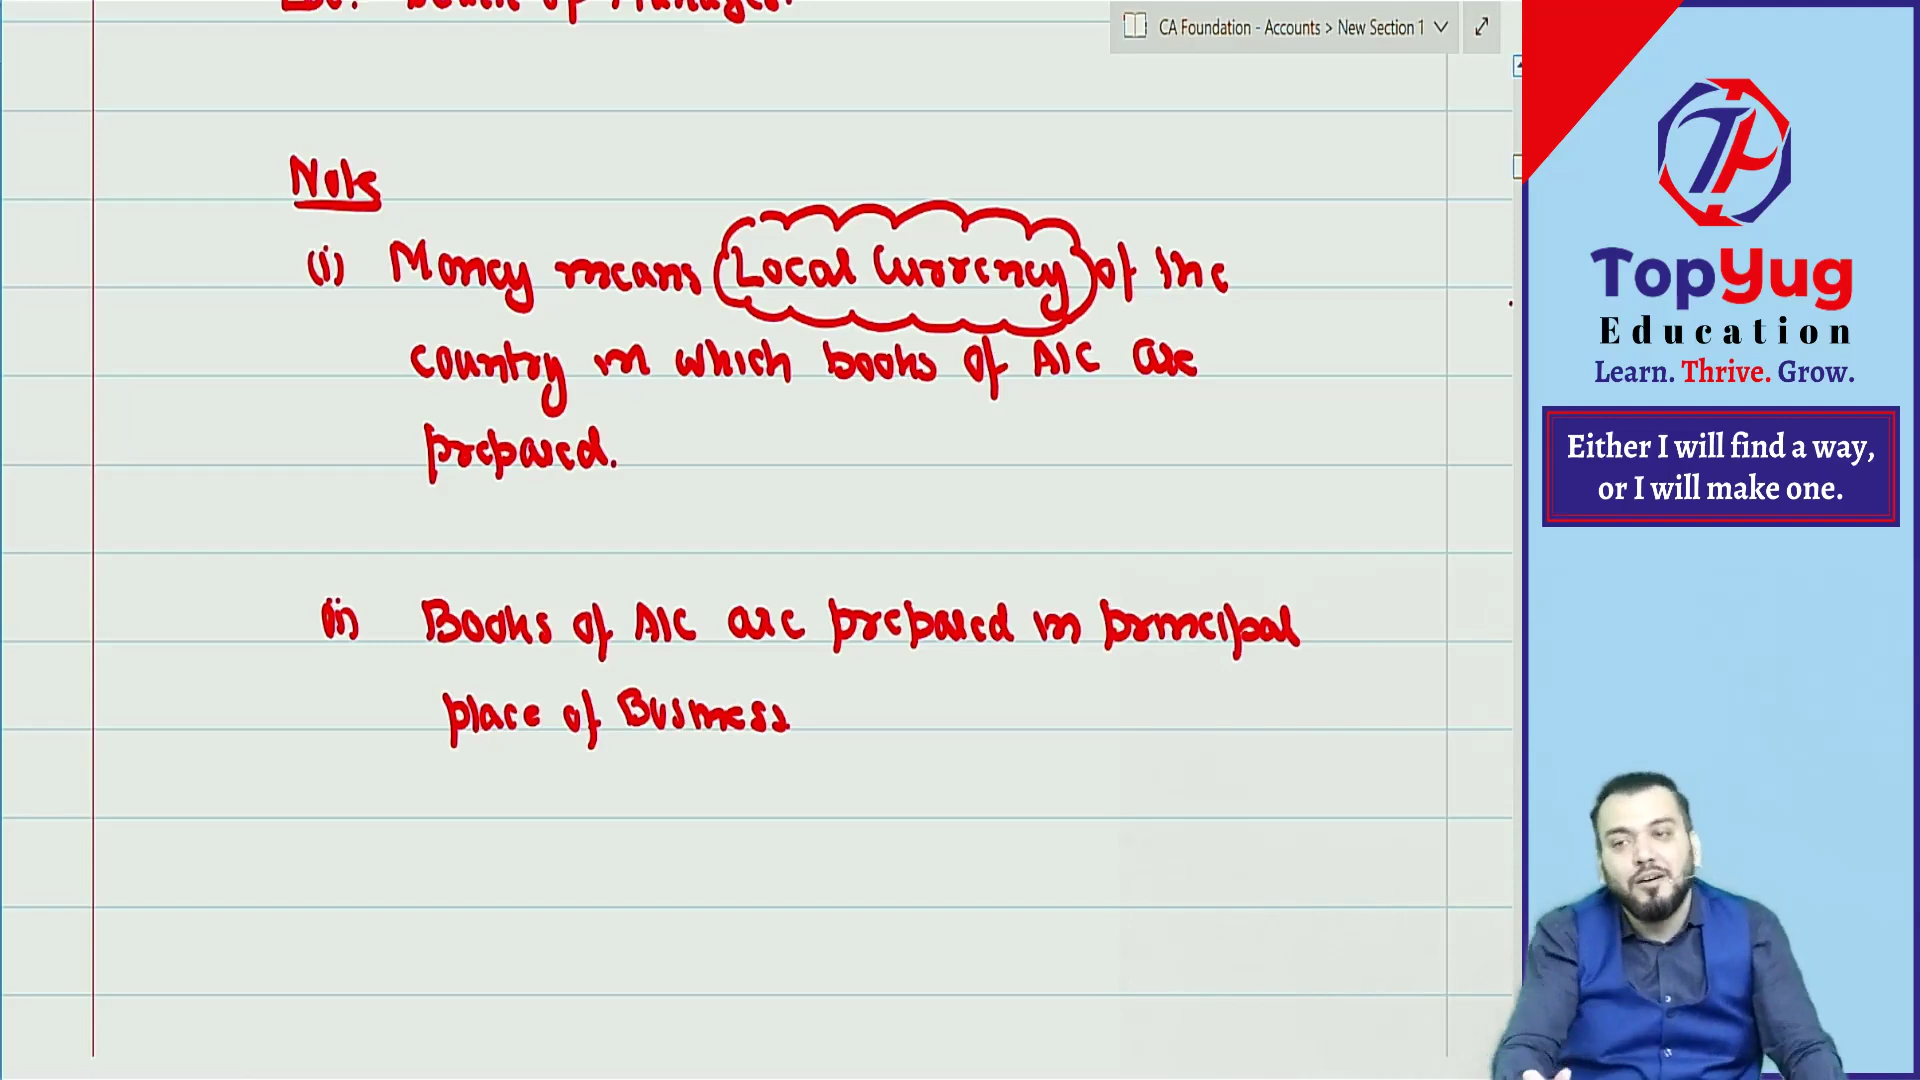 CA Foundation - Accounts > New Section 1
Note
(i) Money means Local Currency of the
country in which books of A/C are
prepared.
(ii) Books of A/C are prepared in principal
place of Business
TopYug
Education
Learn. Thrive. Grow.
Either I will find a way,
or I will make one.